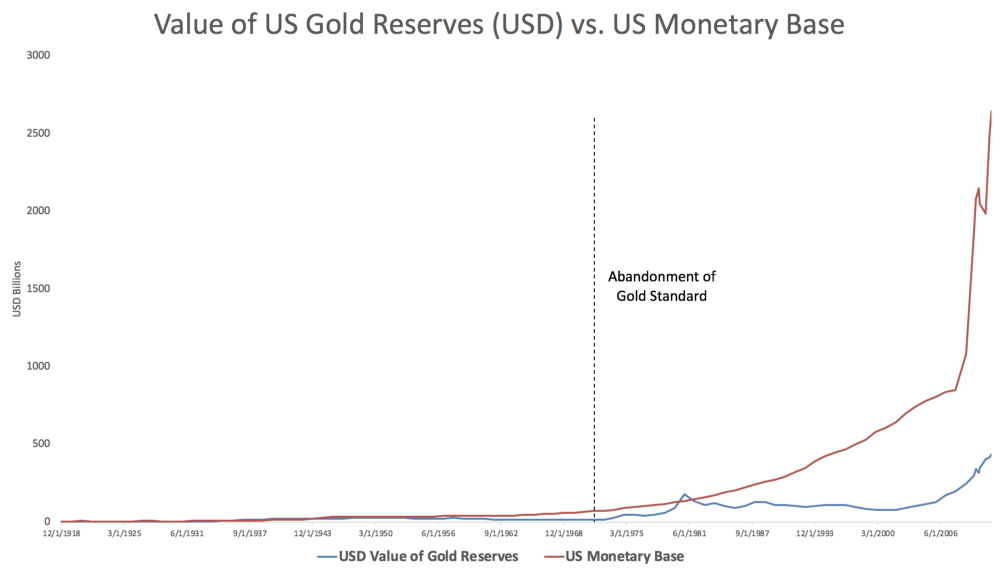 Value of US Gold Reserves (USD) vs. US Monetary Base
3000
2500
2000
1500
1000
500
0
USD Billions
Abandonment of
Gold Standard
12/1/1918 3/1/1925 6/1/1931 9/1/1937 12/1/1943 3/1/1950 6/1/1956 9/1/1962 12/1/1968 3/1/1975 6/1/1981 9/1/1987 12/1/1993 3/1/2000 6/1/2006
USD Value of Gold Reserves US Monetary Base